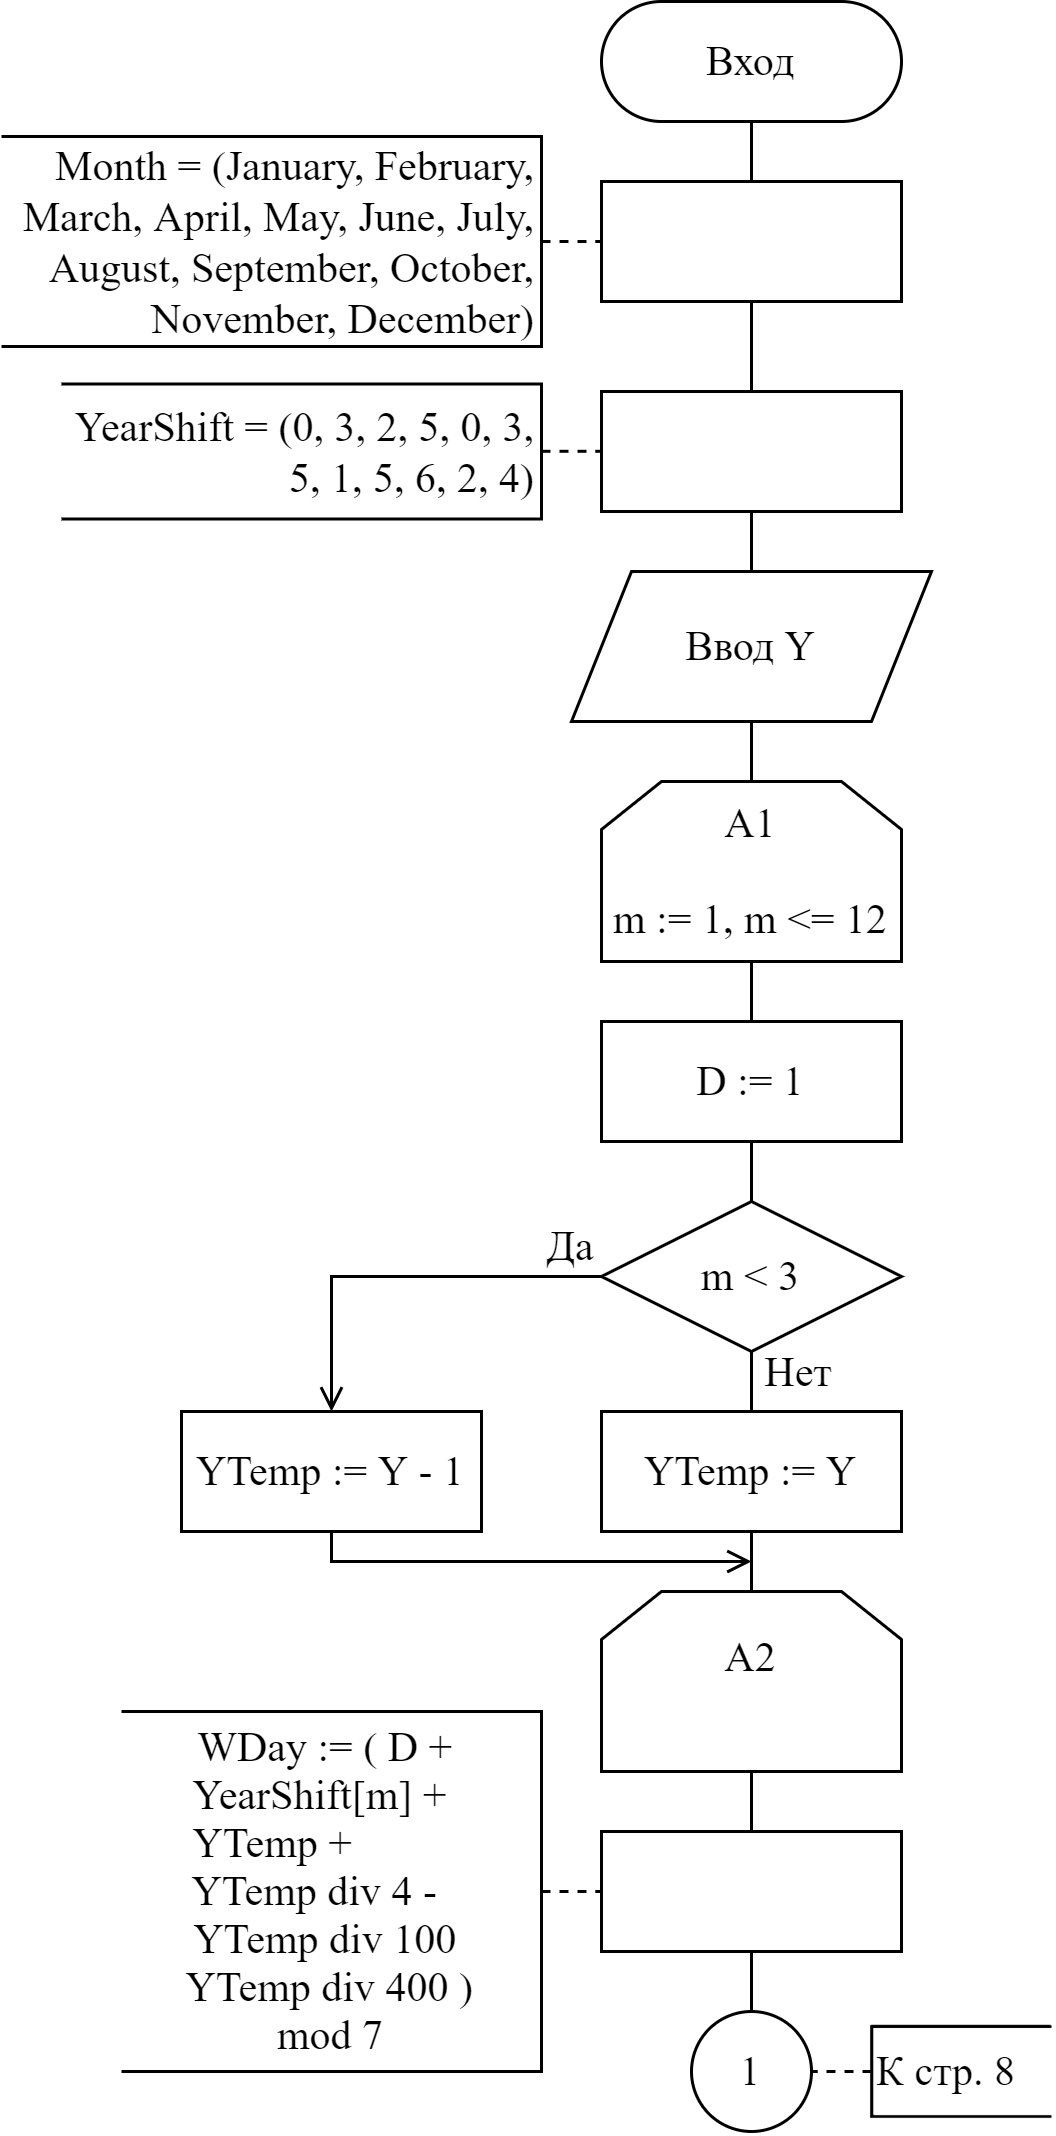 Вход
Month = (January, February,
March, April, May, June, July,
August, September, October,
November, December)
YearShift = (0, 3, 2, 5, 0, 3,
5, 1, 5, 6, 2, 4)
Ввод Y
A1
m := 1, m <= 12
D := 1
m < 3
Да
Нет
YTemp := Y - 1
YTemp := Y
A2
WDay := ( D +
YearShift[m] +
YTemp +
YTemp div 4 -
YTemp div 100
YTemp div 400 )
mod 7
1
К стр. 8